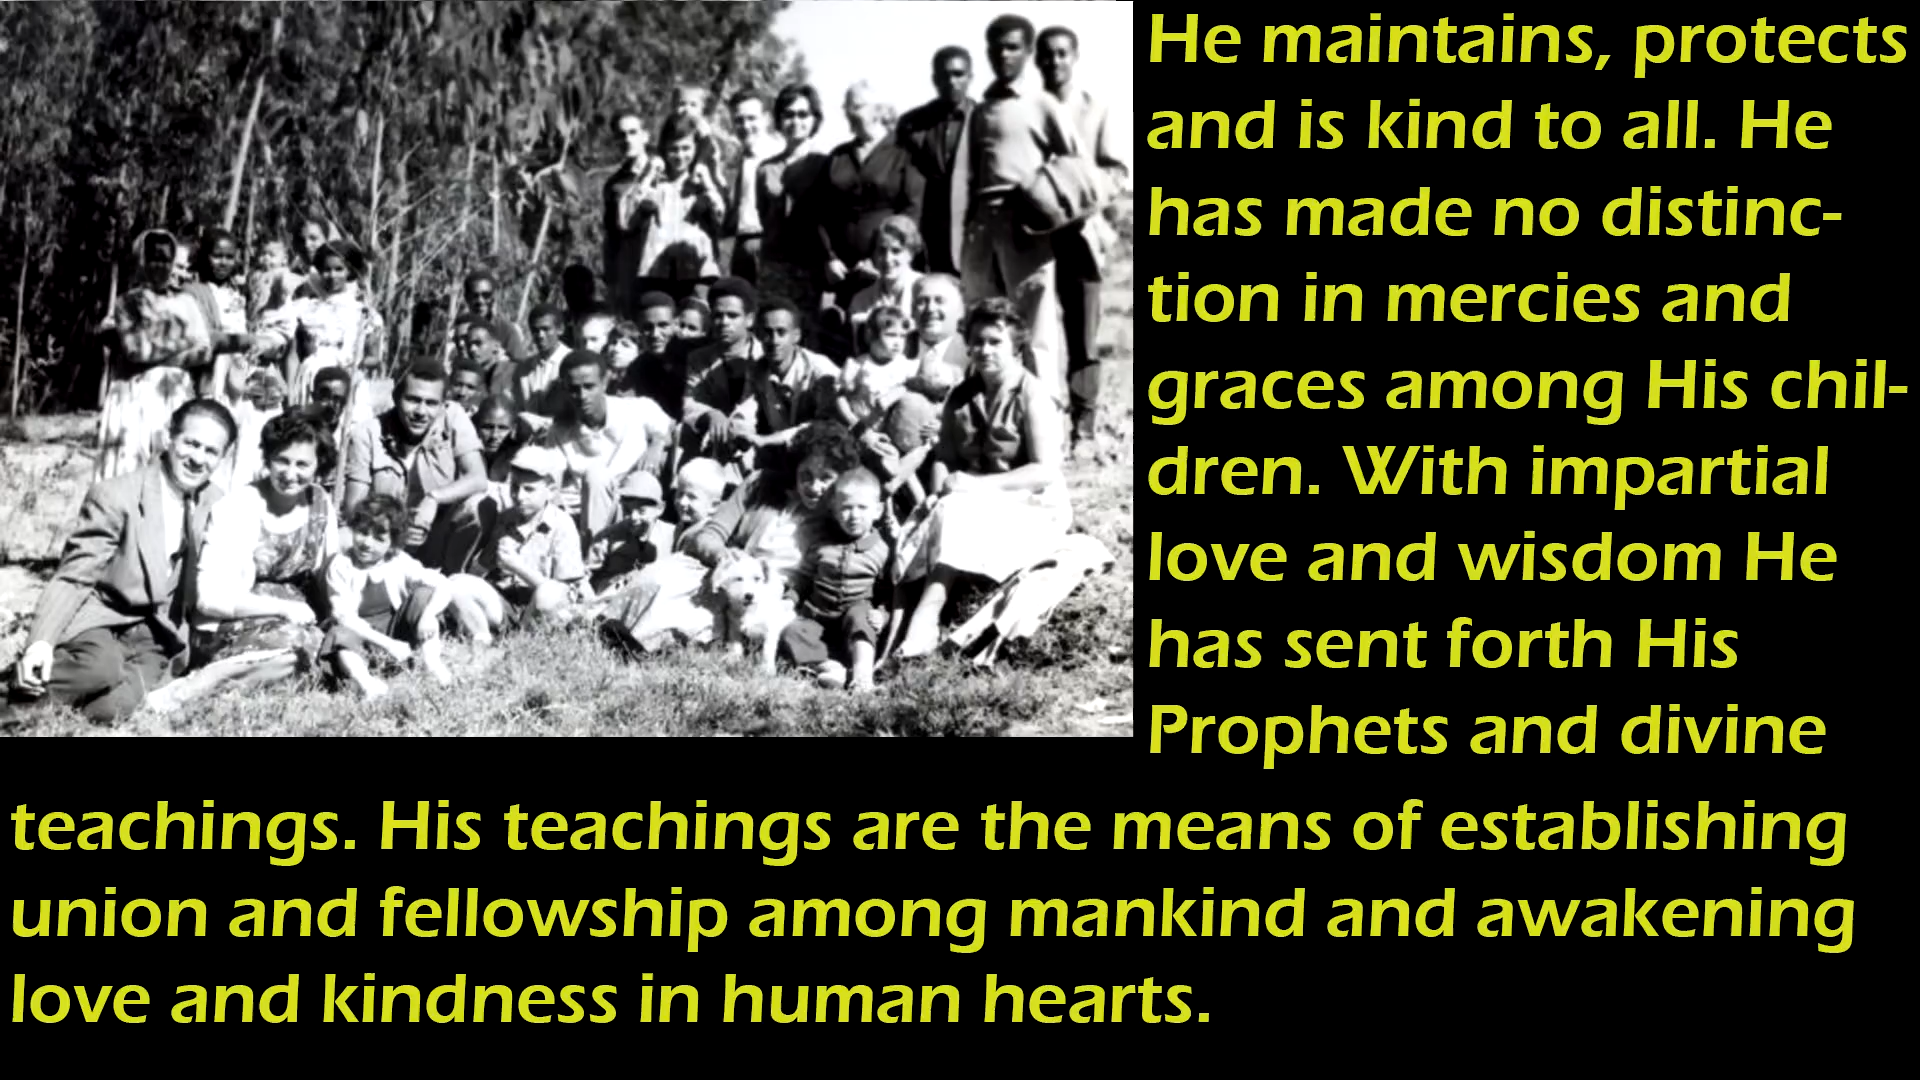 He maintains, protects
and is kind to all. He
has made no distinc-
tion in mercies and
graces among His chil-
dren. With impartial
love and wisdom He
has sent forth His
Prophets and divine
teachings. His teachings are the means of establishing
union and fellowship among mankind and awakening
love and kindness in human hearts.